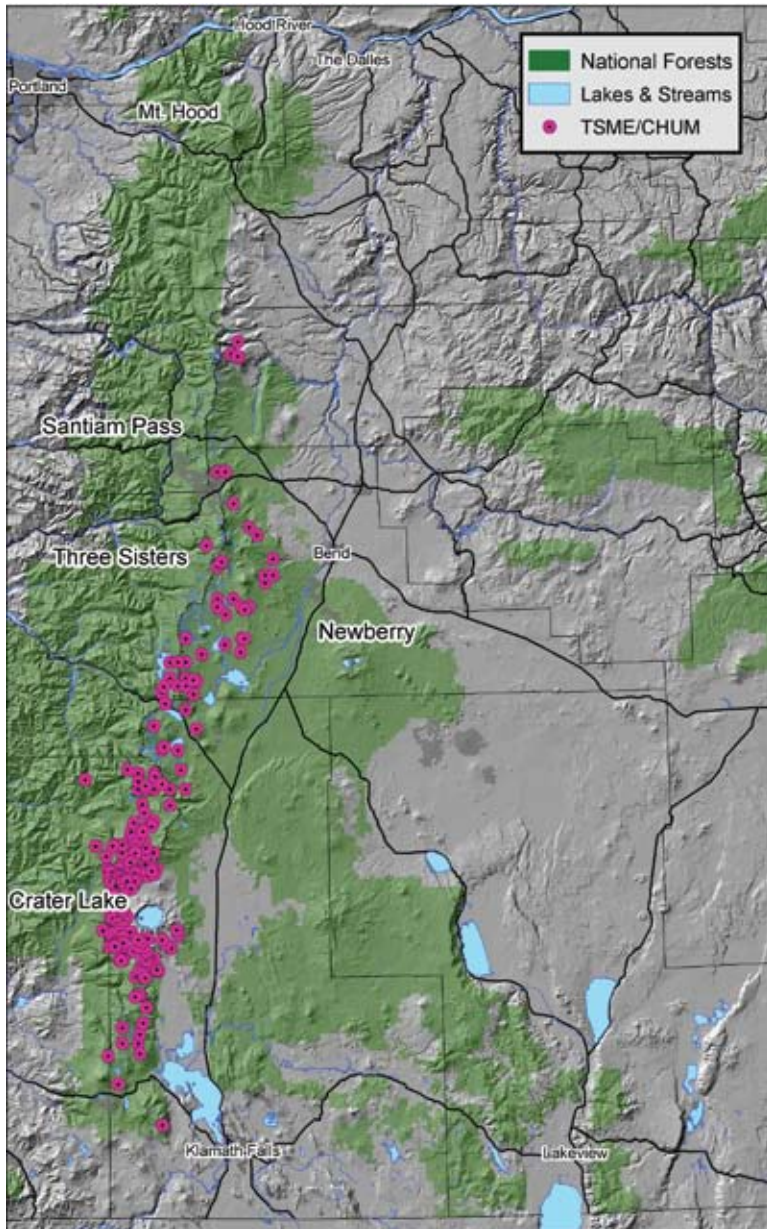 Hood River
The Dalles
Portland
Mt. Hood
National Forests
Lakes & Streams
TSME/CHUM
Santiam Pass
Three Sisters
Bend
Newberry
Crater Lake
Klamath Falls
Lakeview